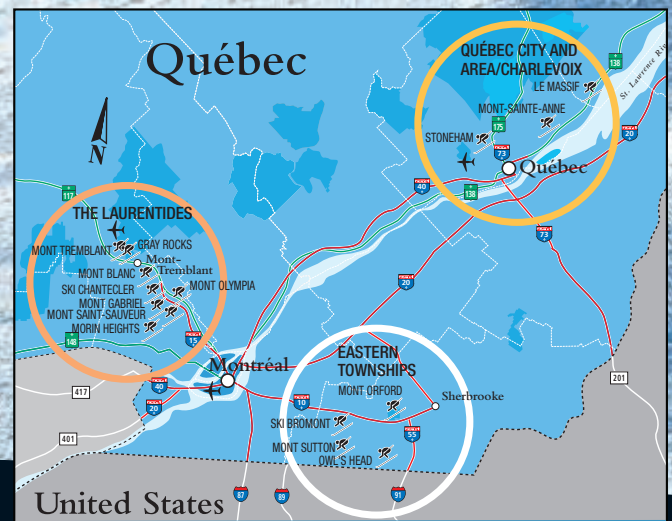 Québec
QUÉBEC CITY AND
AREA/CHARLEVOIX
LE MASSIF
138
St. Lawrence Riv
MONT-SAINTE-ANNE
175
20
STONEHAM
73
Québec
40
138
73
N
117
THE LAURENTIDES
MONT TREMBLANT
GRAY ROCKS
Mont-
Tremblant
MONT BLANC
SKI CHANTECLER
MONT OLYMPIA
MONT GABRIEL
MONT SAINT-SAUVEUR
MORIN HEIGHTS
20
148
15
EASTERN
TOWNSHIPS
Montréal
201
40
417
20
10
MONT ORFORD
Sherbrooke
SKI BROMONT
55
401
MONT SUTTON
OWL'S HEAD
United States
87
89
91